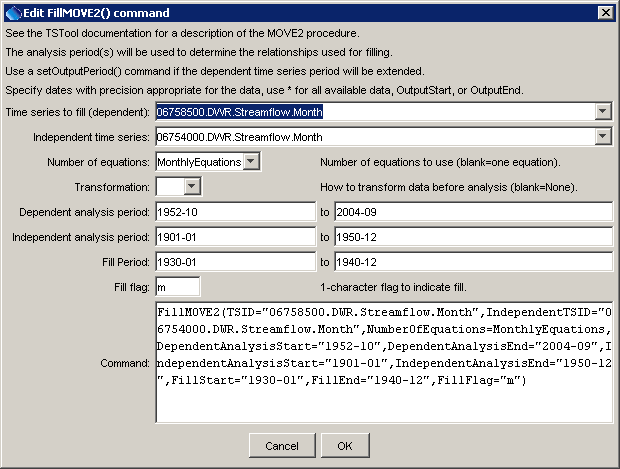 Edit FillMOVE2() command
See the TSTool documentation for a description of the MOVE2 procedure.
The analysis period(s) will be used to determine the relationships used for filling.
Use a setOutputPeriod() command if the dependent time series period will be extended.
Specify dates with precision appropriate for the data, use * for all available data, OutputStart, or OutputEnd.
Time series to fill (dependent): 06758500.DWR.Streamflow.Month
Independent time series: 06754000.DWR.Streamflow.Month
Number of equations: MonthlyEquations Number of equations to use (blank=one equation).
Transformation: How to transform data before analysis (blank=None).
Dependent analysis period: 1952-10 to 2004-09
Independent analysis period: 1901-01 to 1950-12
Fill Period: 1930-01 to 1940-12
Fill flag: m 1-character flag to indicate fill.
Command:
FillMOVE2(TSID="06758500.DWR.Streamflow.Month",IndependentTSID="0
6754000.DWR.Streamflow.Month",NumberOfEquations=MonthlyEquations,
DependentAnalysisStart="1952-10",DependentAnalysisEnd="2004-09",I
ndependentAnalysisStart="1901-01",IndependentAnalysisEnd="1950-12
",FillStart="1930-01",FillEnd="1940-12",FillFlag="m")
Cancel OK